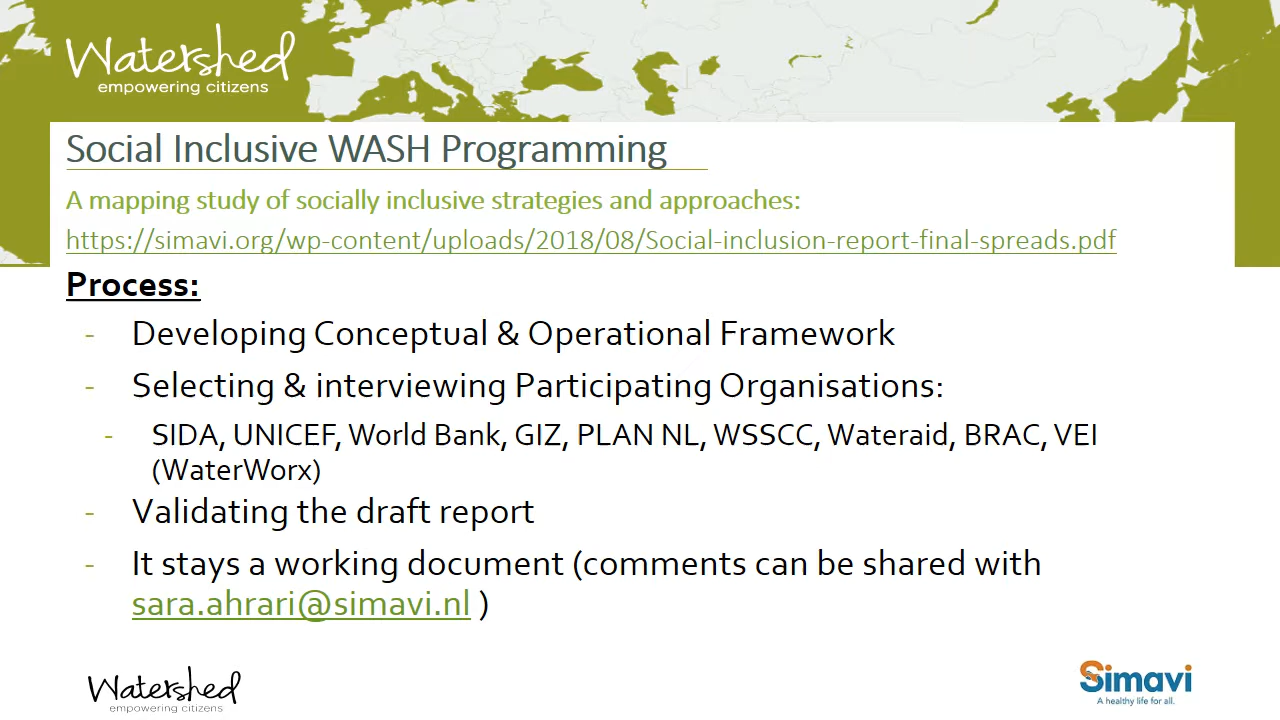 Watershed
empowering citizens
Social Inclusive WASH Programming
A mapping study of socially inclusive strategies and approaches:
https://simavi.org/wp-content/uploads/2018/08/Social-inclusion-report-final-spreads.pdf
Process:
- Developing Conceptual & Operational Framework
- Selecting & interviewing Participating Organisations:
- SIDA, UNICEF, World Bank, GIZ, PLAN NL, WSSCC, Wateraid, BRAC, VEI
(WaterWorx)
- Validating the draft report
- It stays a working document (comments can be shared with
sara.ahrari@simavi.nl )
Watershed
empowering citizens
Simavi
A healthy life for all.